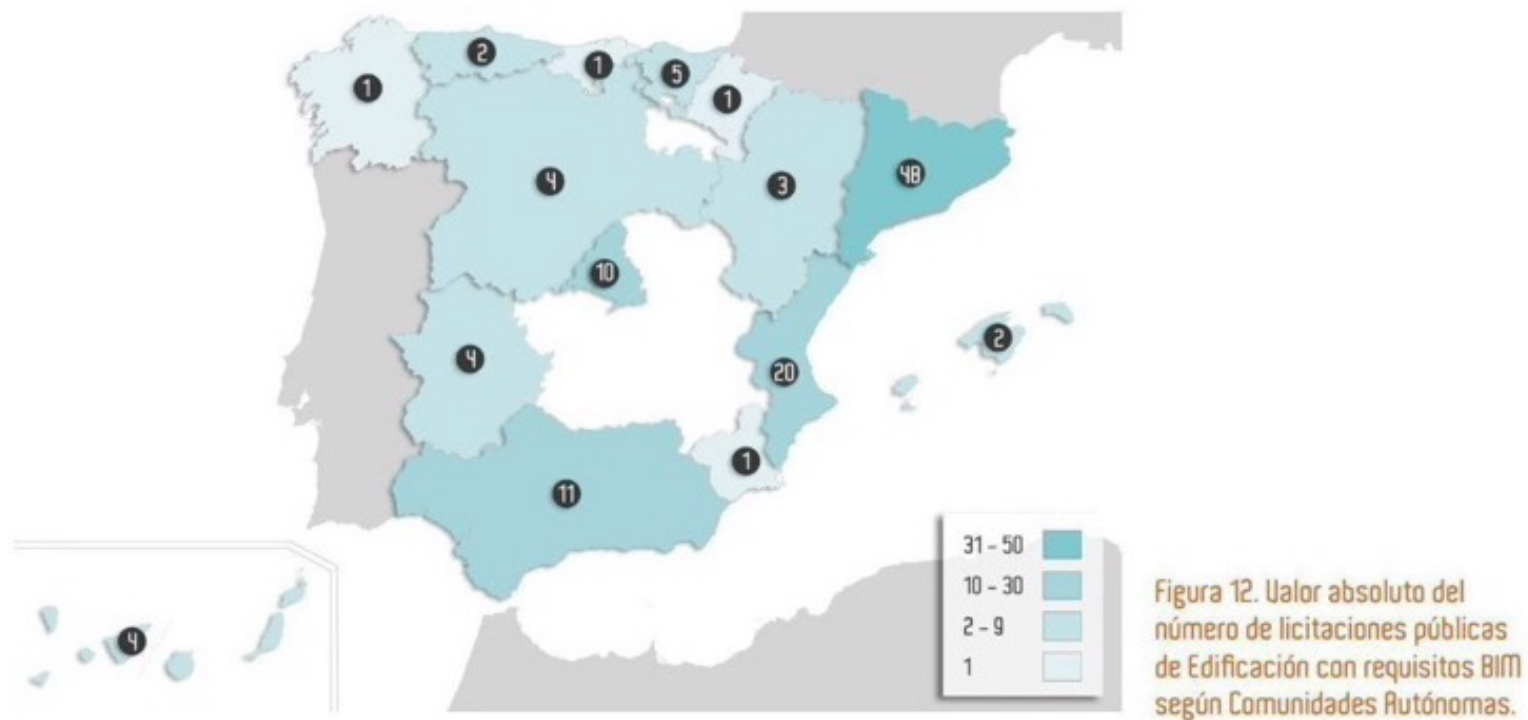 2
1
5
1
1
4
3
48
10
2
4
20
1
11
4
31 - 50
10 - 30
2 - 9
1
Figura 12. Valor absoluto del
número de licitaciones públicas
de Edificación con requisitos BIM
según Comunidades Autónomas.